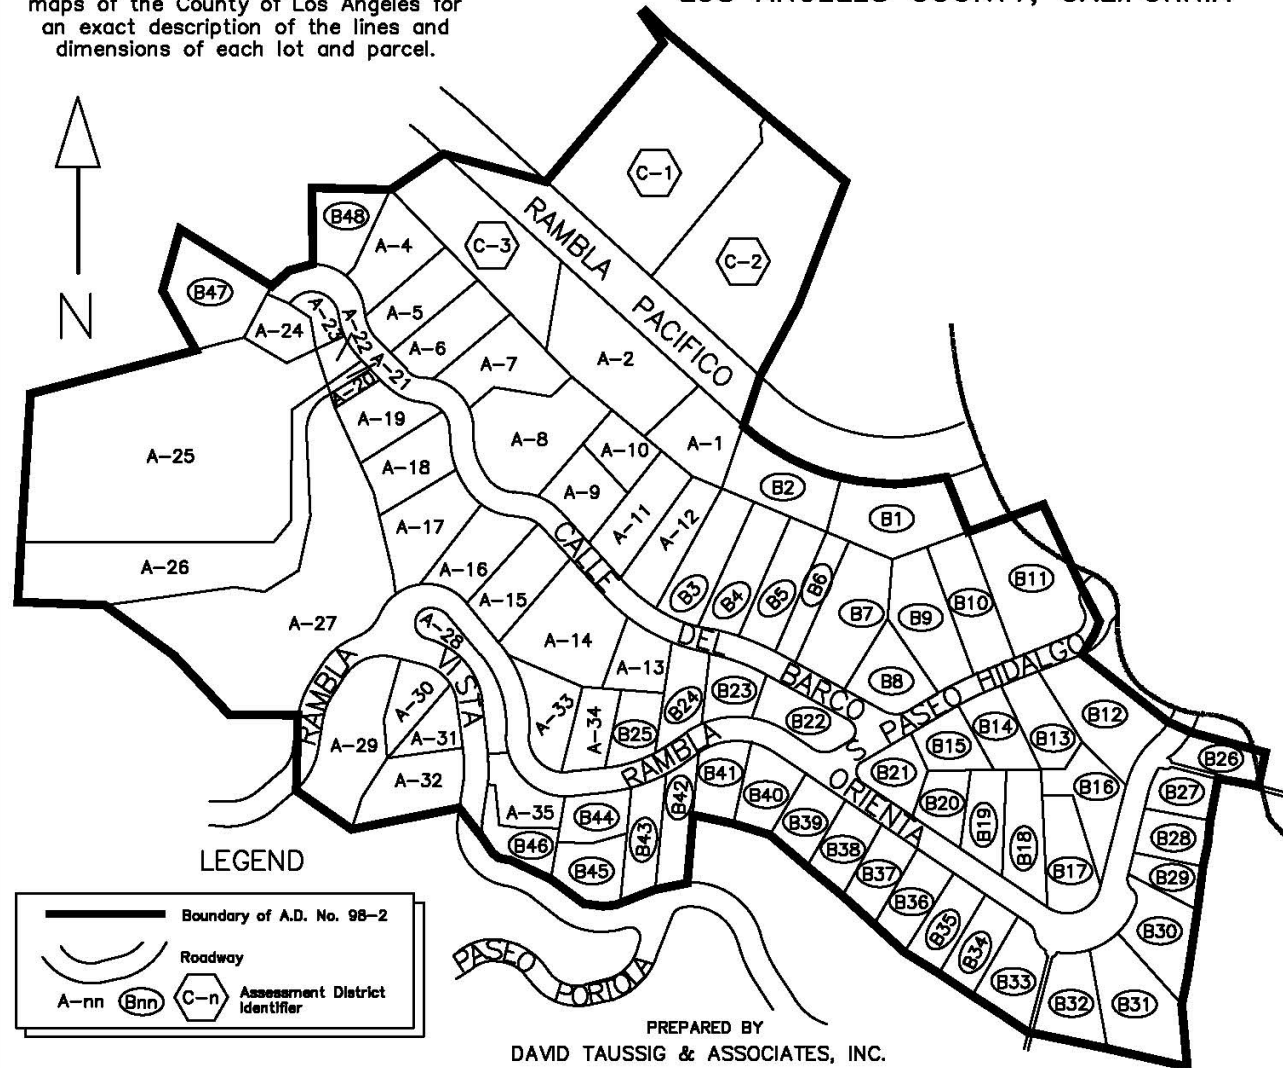 maps of the County of Los Angeles for
an exact description of the lines and
dimensions of each lot and parcel.
LOS ANGELES COUNTY, CALIFORNIA
N
C-1
C-2
C-3
RAMBLA PACIFICO
B48
B47
A-4
A-5
A-6
A-7
A-2
A-1
A-24
A-23
A-22
A-21
A-20
A-19
A-18
A-17
A-16
A-15
A-14
A-13
A-8
A-10
A-9
A-11
A-12
A-25
A-26
A-27
A-28
CALLE DEL BARCO
B2
B1
B3
B4
B5
B6
B7
B9
B10
B11
B8
PASEO HIDALGO
RAMBLA VISTA
A-30
A-31
A-29
A-32
A-33
A-34
A-35
B25
B24
B23
B22
RAMBLA ORIENTA
S
B12
B13
B14
B15
B16
B21
B20
B19
B18
B17
B26
B27
B28
B29
B30
B31
B32
B33
B34
B35
B36
B37
B38
B39
B40
B41
B42
B43
B44
B45
B46
PASEO PORTOLA
LEGEND
Boundary of A.D. No. 98-2
Roadway
A-nn Bnn C-n Assessment District
Identifier
PREPARED BY
DAVID TAUSSIG & ASSOCIATES, INC.